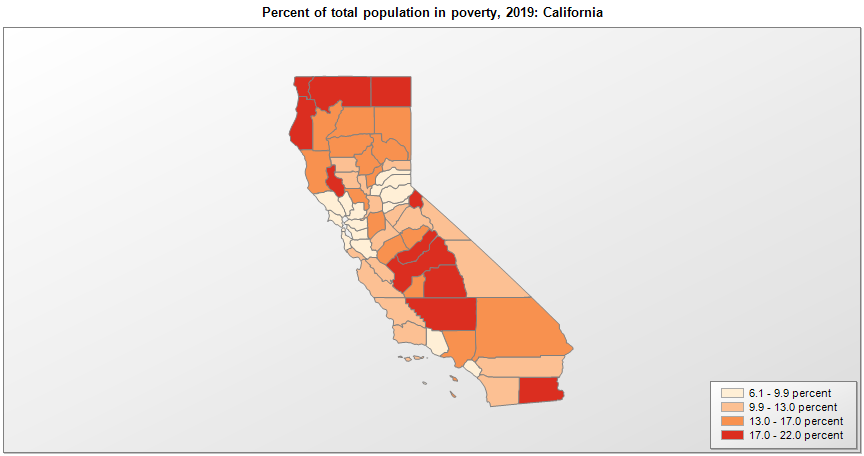 Percent of total population in poverty, 2019: California
6.1 - 9.9 percent
9.9 - 13.0 percent
13.0 - 17.0 percent
17.0 - 22.0 percent